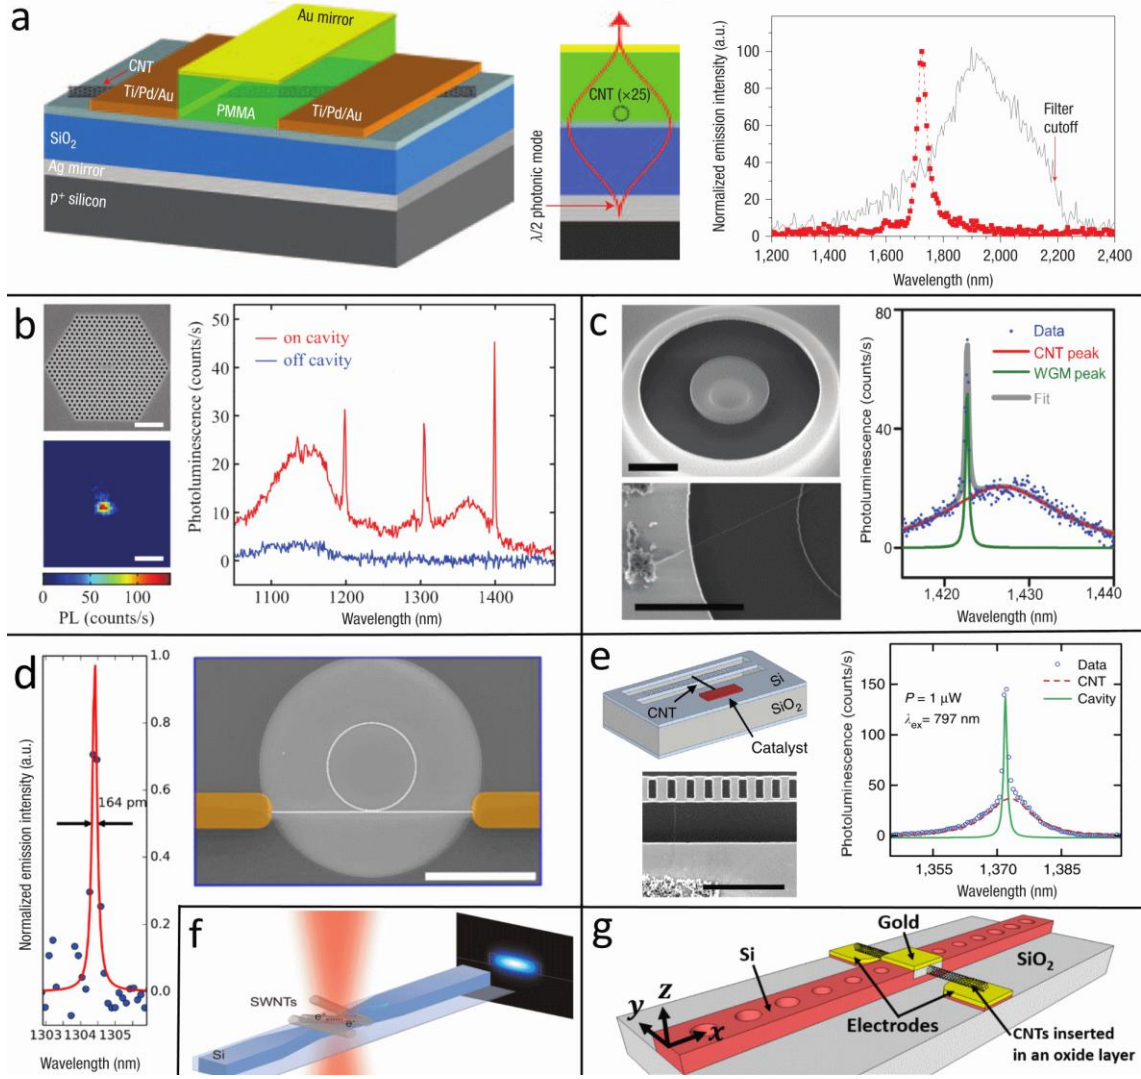 a
Au mirror
CNT
Ti/Pd/Au
PMMA
Ti/Pd/Au
SiO2
Ag mirror
p+ silicon
CNT (×25)
λ/2 photonic mode
Normalized emission intensity (a.u.)
100
90
80
70
60
50
40
30
20
10
0
Filter
cutoff
1,200 1,400 1,600 1,800 2,000 2,200 2,400
Wavelength (nm)
b
0 50 100
PL (counts/s)
Photoluminescence (counts/s)
50
40
30
20
10
0
on cavity
off cavity
1100 1200 1300 1400
Wavelength (nm)
c
Photoluminescence (counts/s)
80
40
0
Data
CNT peak
WGM peak
Fit
1,420 1,430 1,440
Wavelength (nm)
d
Normalized emission intensity (a.u.)
1.0
0.8
0.6
0.4
0.2
0.0
164 pm
1303 1304 1305
Wavelength (nm)
e
Si
CNT
SiO2
Catalyst
Photoluminescence (counts/s)
150
100
50
0
P = 1 μW
λex = 797 nm
Data
CNT
Cavity
1,355 1,370 1,385
Wavelength (nm)
f
SWNTs
e+
e-
Si
g
Gold
Si
SiO2
z
y
x
Electrodes
CNTs inserted
in an oxide layer